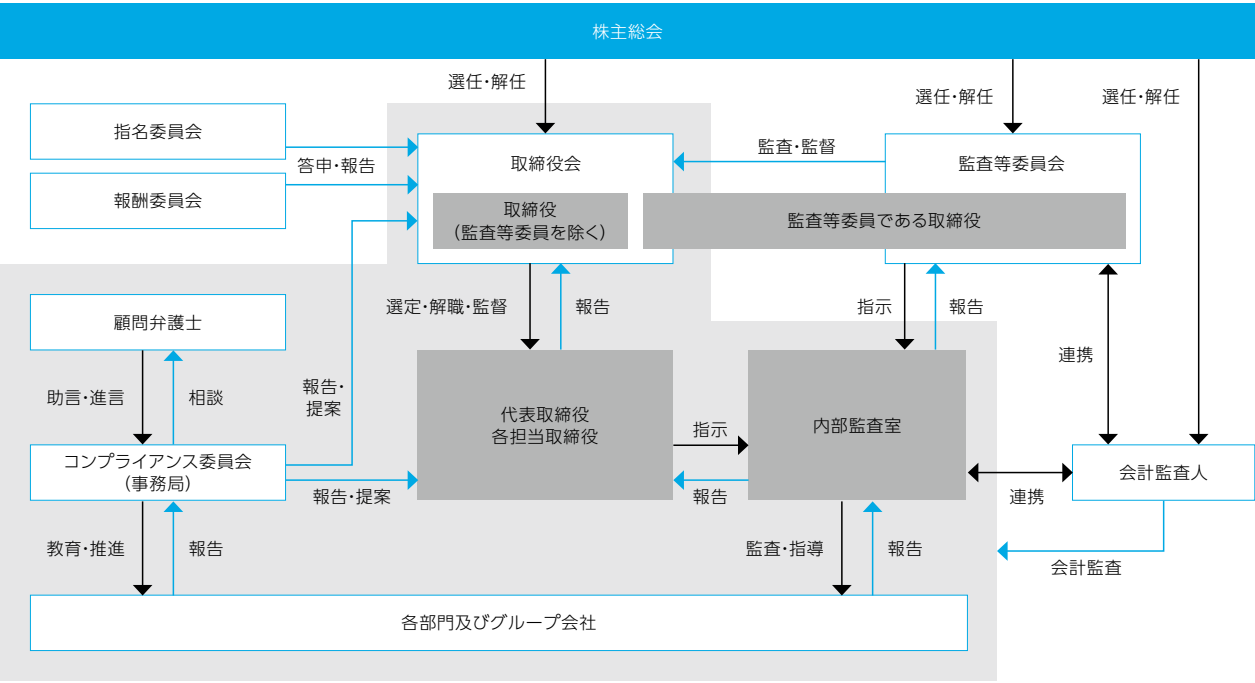 株主総会
選任・解任
選任・解任
選任・解任
指名委員会
答申・報告
報酬委員会
取締役会
監査・監督
監査等委員会
取締役
(監査等委員を除く)
監査等委員である取締役
選定・解職・監督
報告
指示
報告
連携
顧問弁護士
助言・進言
相談
報告・
提案
代表取締役
各担当取締役
指示
報告
内部監査室
コンプライアンス委員会
(事務局)
報告・提案
連携
会計監査人
会計監査
教育・推進
報告
監査・指導
報告
各部門及びグループ会社